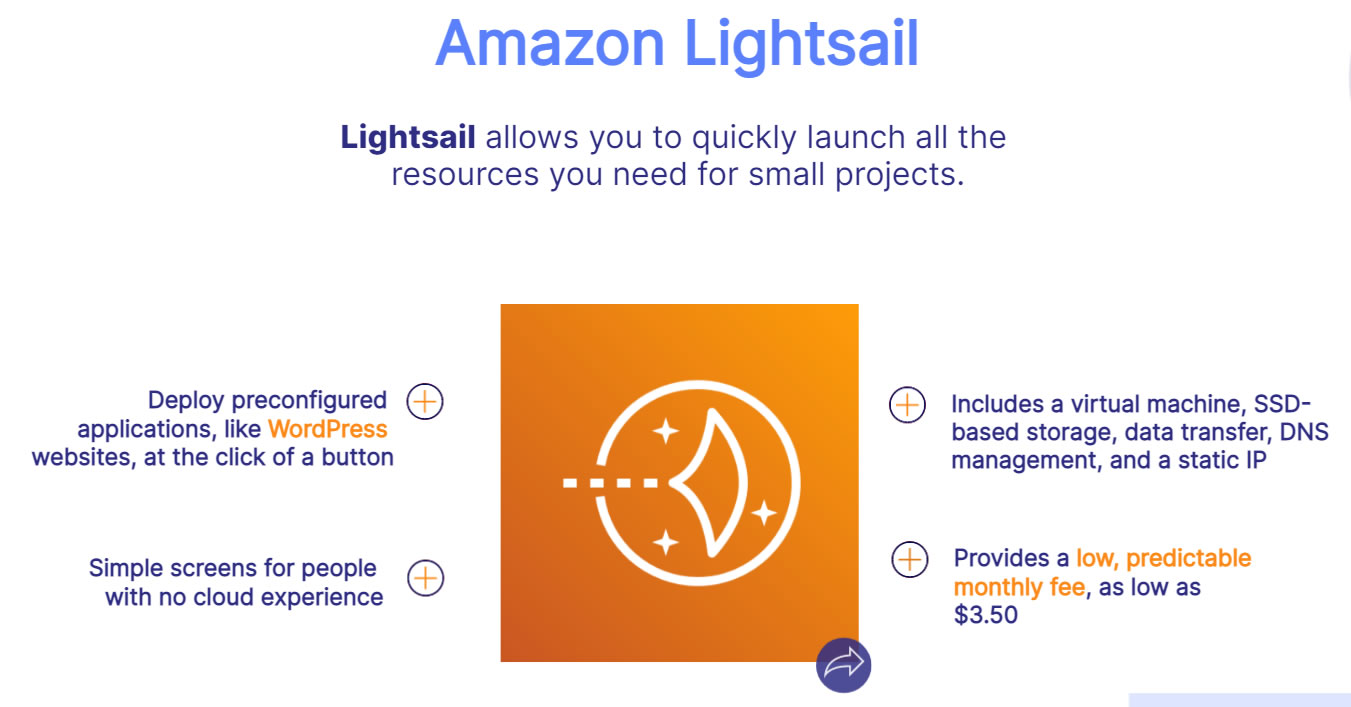 Amazon Lightsail
Lightsail allows you to quickly launch all the
resources you need for small projects.
Deploy preconfigured
applications, like WordPress
websites, at the click of a button
Simple screens for people
with no cloud experience
Includes a virtual machine, SSD-
based storage, data transfer, DNS
management, and a static IP
Provides a low, predictable
monthly fee, as low as
$3.50